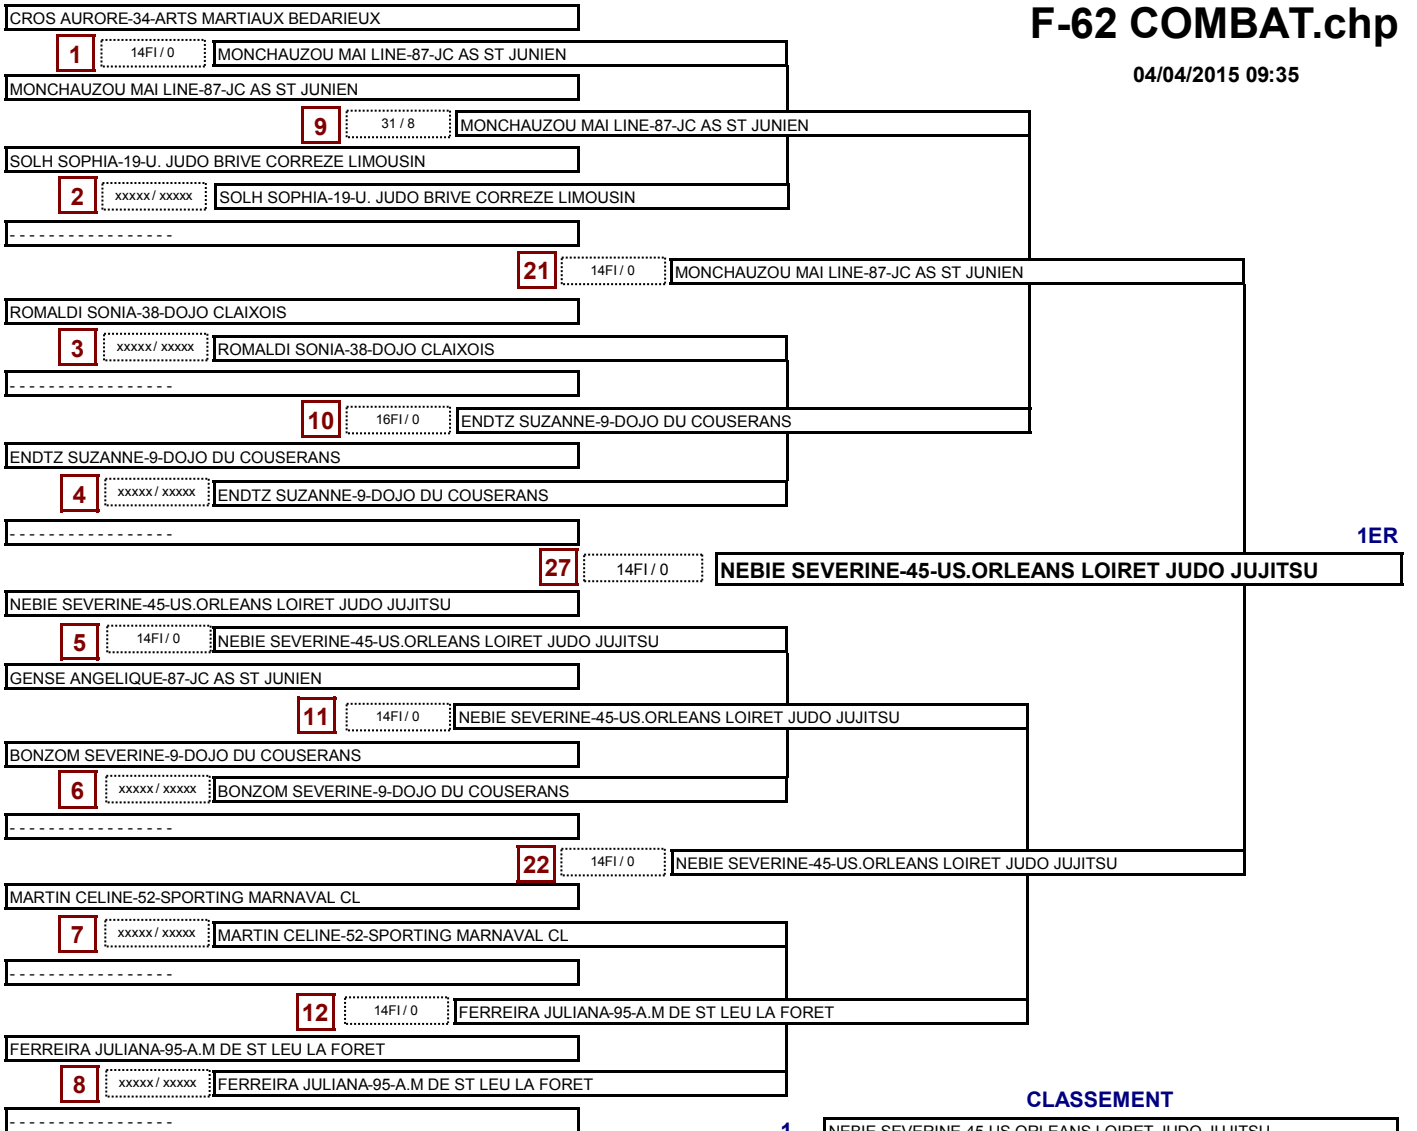 F-62 COMBAT.chp
04/04/2015 09:35
CROS AURORE-34-ARTS MARTIAUX BEDARIEUX
1 14FI / 0 MONCHAUZOU MAI LINE-87-JC AS ST JUNIEN
MONCHAUZOU MAI LINE-87-JC AS ST JUNIEN
9 31 / 8 MONCHAUZOU MAI LINE-87-JC AS ST JUNIEN
SOLH SOPHIA-19-U. JUDO BRIVE CORREZE LIMOUSIN
2 xxxxx / xxxxx SOLH SOPHIA-19-U. JUDO BRIVE CORREZE LIMOUSIN
- - - - - - - - - - - - - - - - -
21 14FI / 0 MONCHAUZOU MAI LINE-87-JC AS ST JUNIEN
ROMALDI SONIA-38-DOJO CLAIXOIS
3 xxxxx / xxxxx ROMALDI SONIA-38-DOJO CLAIXOIS
- - - - - - - - - - - - - - - - -
10 16FI / 0 ENDTZ SUZANNE-9-DOJO DU COUSERANS
ENDTZ SUZANNE-9-DOJO DU COUSERANS
4 xxxxx / xxxxx ENDTZ SUZANNE-9-DOJO DU COUSERANS
- - - - - - - - - - - - - - - - -
1ER
27 14FI / 0 NEBIE SEVERINE-45-US.ORLEANS LOIRET JUDO JUJITSU
NEBIE SEVERINE-45-US.ORLEANS LOIRET JUDO JUJITSU
5 14FI / 0 NEBIE SEVERINE-45-US.ORLEANS LOIRET JUDO JUJITSU
GENSE ANGELIQUE-87-JC AS ST JUNIEN
11 14FI / 0 NEBIE SEVERINE-45-US.ORLEANS LOIRET JUDO JUJITSU
BONZOM SEVERINE-9-DOJO DU COUSERANS
6 xxxxx / xxxxx BONZOM SEVERINE-9-DOJO DU COUSERANS
- - - - - - - - - - - - - - - - -
22 14FI / 0 NEBIE SEVERINE-45-US.ORLEANS LOIRET JUDO JUJITSU
MARTIN CELINE-52-SPORTING MARNAVAL CL
7 xxxxx / xxxxx MARTIN CELINE-52-SPORTING MARNAVAL CL
- - - - - - - - - - - - - - - - -
12 14FI / 0 FERREIRA JULIANA-95-A.M DE ST LEU LA FORET
FERREIRA JULIANA-95-A.M DE ST LEU LA FORET
8 xxxxx / xxxxx FERREIRA JULIANA-95-A.M DE ST LEU LA FORET
CLASSEMENT
- - - - - - - - - - - - - - - - -
1 NEBIE SEVERINE-45-US.ORLEANS LOIRET JUDO JUJITSU